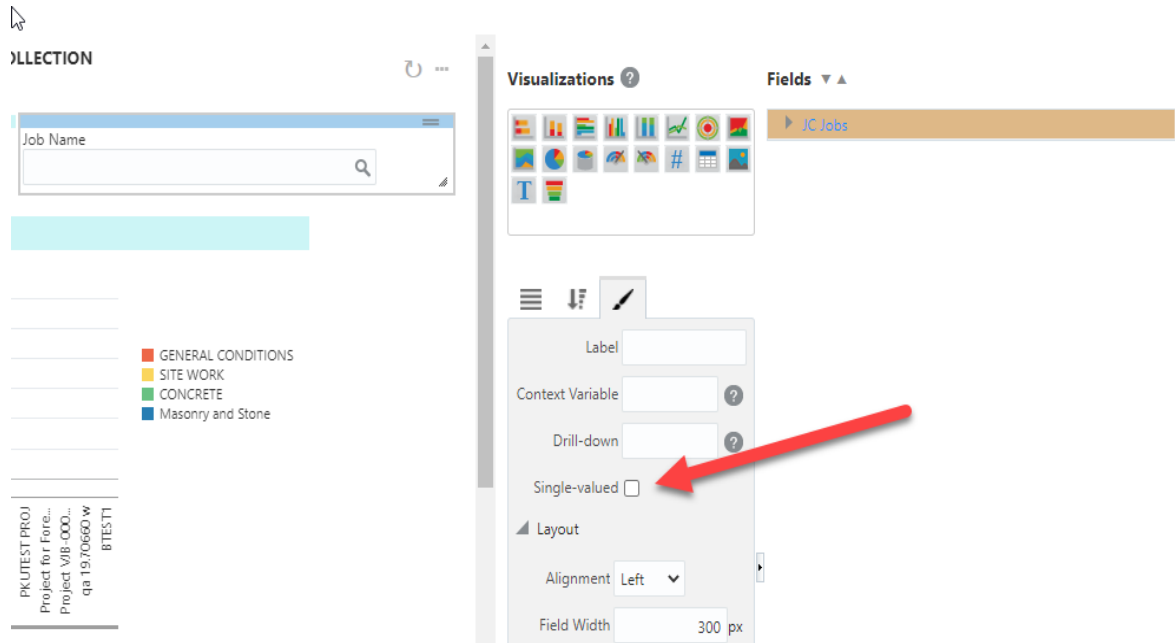 OLLECTION
Job Name
GENERAL CONDITIONS
SITE WORK
CONCRETE
Masonry and Stone
PKUTEST PROJ
Project for Fore...
Project VJB-000...
qa 19.70660 w
BTEST1
Visualizations ?
#
T
Label
Context Variable ?
Drill-down ?
Single-valued
Layout
Alignment Left
Field Width 300 px
Fields
JC Jobs